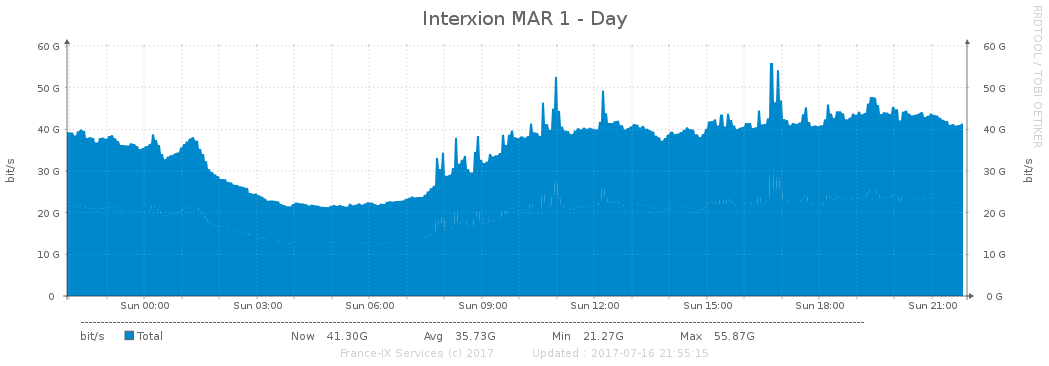 Interxion MAR 1 - Day
RRDTOOL / TOBI OETIKER
60 G 60 G
50 G 50 G
40 G 40 G
30 G 30 G
20 G 20 G
10 G 10 G
0 0 G
bit/s bit/s
Sun 00:00 Sun 03:00 Sun 06:00 Sun 09:00 Sun 12:00 Sun 15:00 Sun 18:00 Sun 21:00
bit/s Total Now 41.30G Avg 35.73G Min 21.27G Max 55.87G
France-IX Services (c) 2017 Updated : 2017-07-16 21:55:15